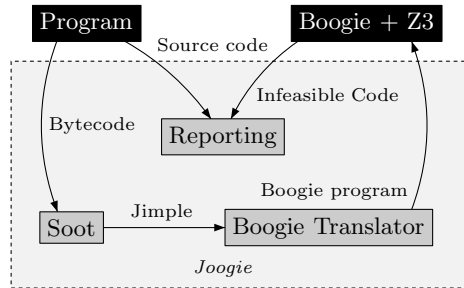 Program
Boogie + Z3
Source code
Infeasible Code
Bytecode
Reporting
Boogie program
Jimple
Soot
Boogie Translator
Joogie